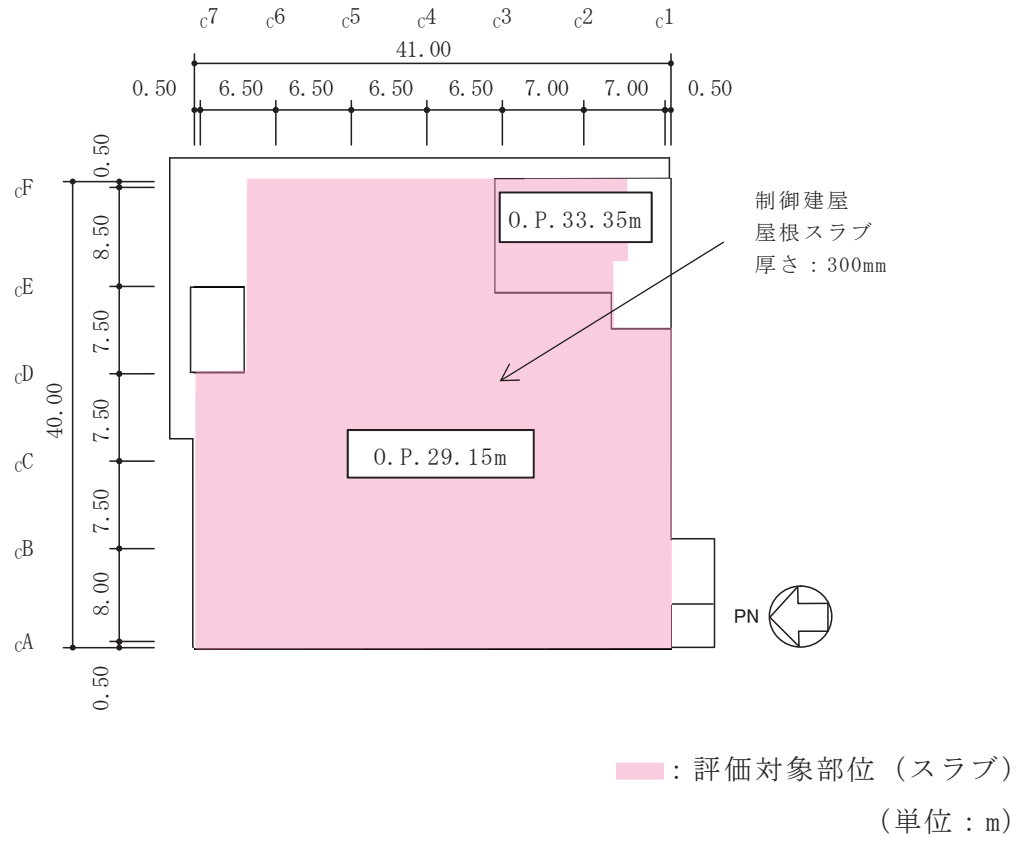 C7 C6 C5 C4 C3 C2 C1
41.00
0.50 6.50 6.50 6.50 6.50 7.00 7.00 0.50
0.50
CF
8.50
CE
7.50
CD
40.00
7.50
CC
7.50
CB
8.00
CA
0.50
O.P.33.35m
制御建屋
屋根スラブ
厚さ：300mm
O.P.29.15m
PN
：評価対象部位（スラブ）
（単位：m）